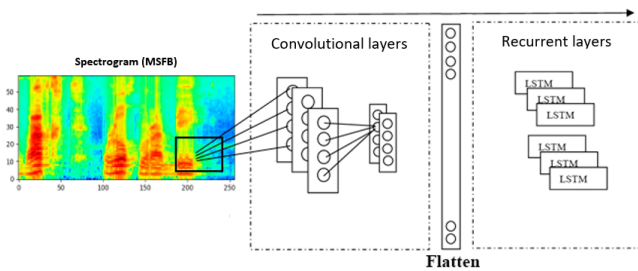 Spectrogram (MSFB)
50
40
30
20
10
0
0
50
100
150
200
250
Convolutional layers
Flatten
Recurrent layers
LSTM
LSTM
LSTM
LSTM
LSTM
LSTM